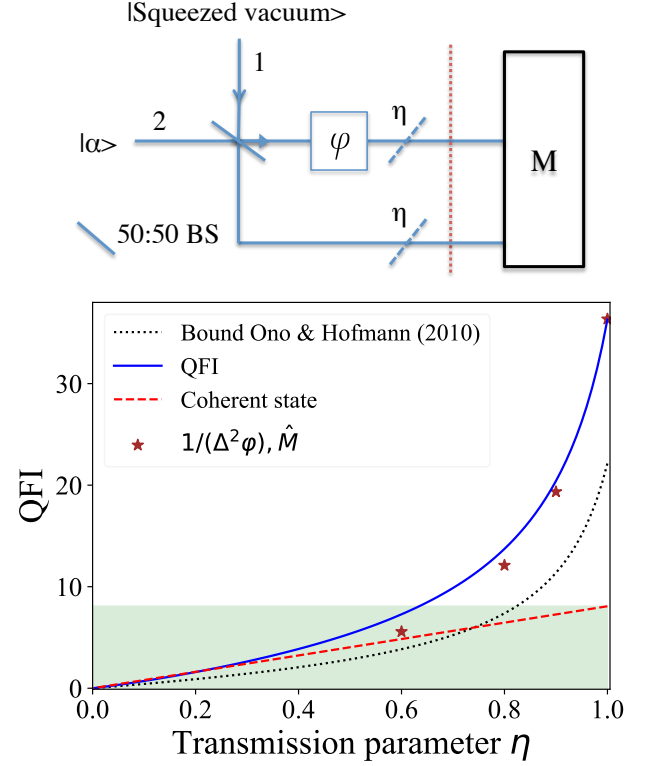 |Squeezed vacuum>
1
2
η
|α>
φ
M
η
50:50 BS
Bound Ono & Hofmann (2010)
QFI
Coherent state
1/(Δ²φ), M̂
QFI
30
20
10
0
0.0 0.2 0.4 0.6 0.8 1.0
Transmission parameter η